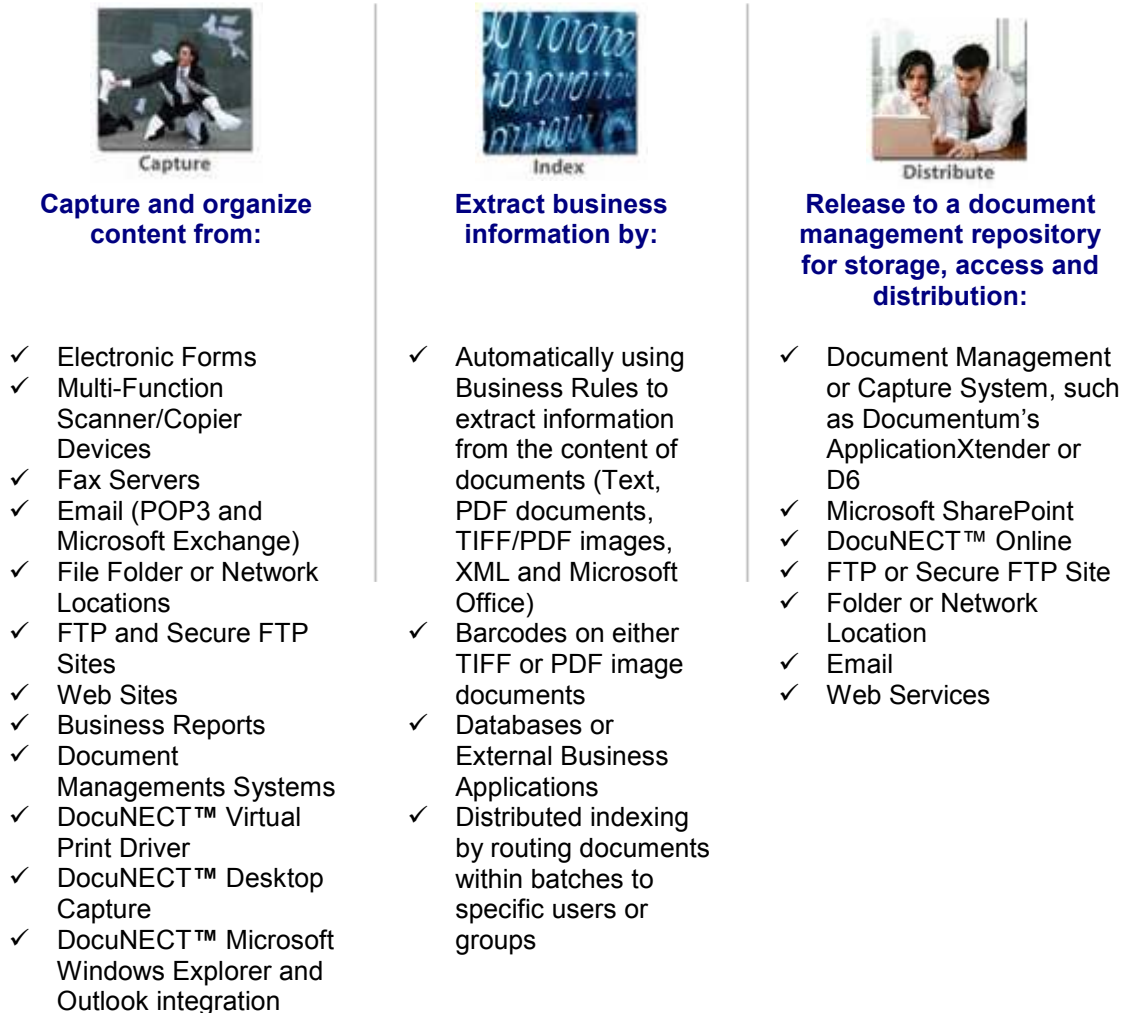 Capture
Capture and organize
content from:
✓ Electronic Forms
✓ Multi-Function
Scanner/Copier
Devices
✓ Fax Servers
✓ Email (POP3 and
Microsoft Exchange)
✓ File Folder or Network
Locations
✓ FTP and Secure FTP
Sites
✓ Web Sites
✓ Business Reports
✓ Document
Managements Systems
✓ DocuNECT™ Virtual
Print Driver
✓ DocuNECT™ Desktop
Capture
✓ DocuNECT™ Microsoft
Windows Explorer and
Outlook integration
Index
Extract business
information by:
✓ Automatically using
Business Rules to
extract information
from the content of
documents (Text,
PDF documents,
TIFF/PDF images,
XML and Microsoft
Office)
✓ Barcodes on either
TIFF or PDF image
documents
✓ Databases or
External Business
Applications
✓ Distributed indexing
by routing documents
within batches to
specific users or
groups
Distribute
Release to a document
management repository
for storage, access and
distribution:
✓ Document Management
or Capture System, such
as Documentum's
ApplicationXtender or
D6
✓ Microsoft SharePoint
✓ DocuNECT™ Online
✓ FTP or Secure FTP Site
✓ Folder or Network
Location
✓ Email
✓ Web Services